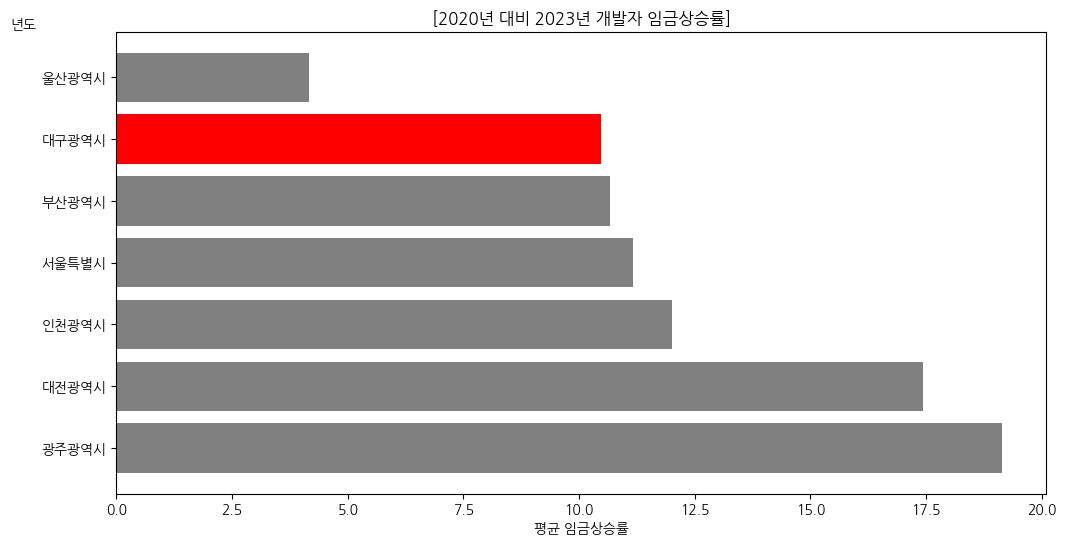 [2020년 대비 2023년 개발자 임금상승률]
년도
울산광역시
대구광역시
부산광역시
서울특별시
인천광역시
대전광역시
광주광역시
0.0 2.5 5.0 7.5 10.0 12.5 15.0 17.5 20.0
평균 임금상승률